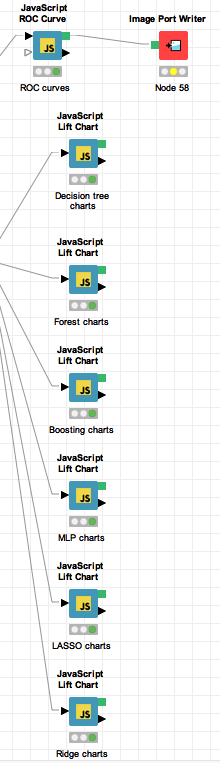 JavaScript
ROC Curve
Image Port Writer
JS
ROC curves
Node 58
JavaScript
Lift Chart
JS
Decision tree
charts
JavaScript
Lift Chart
JS
Forest charts
JavaScript
Lift Chart
JS
Boosting charts
JavaScript
Lift Chart
JS
MLP charts
JavaScript
Lift Chart
JS
LASSO charts
JavaScript
Lift Chart
JS
Ridge charts